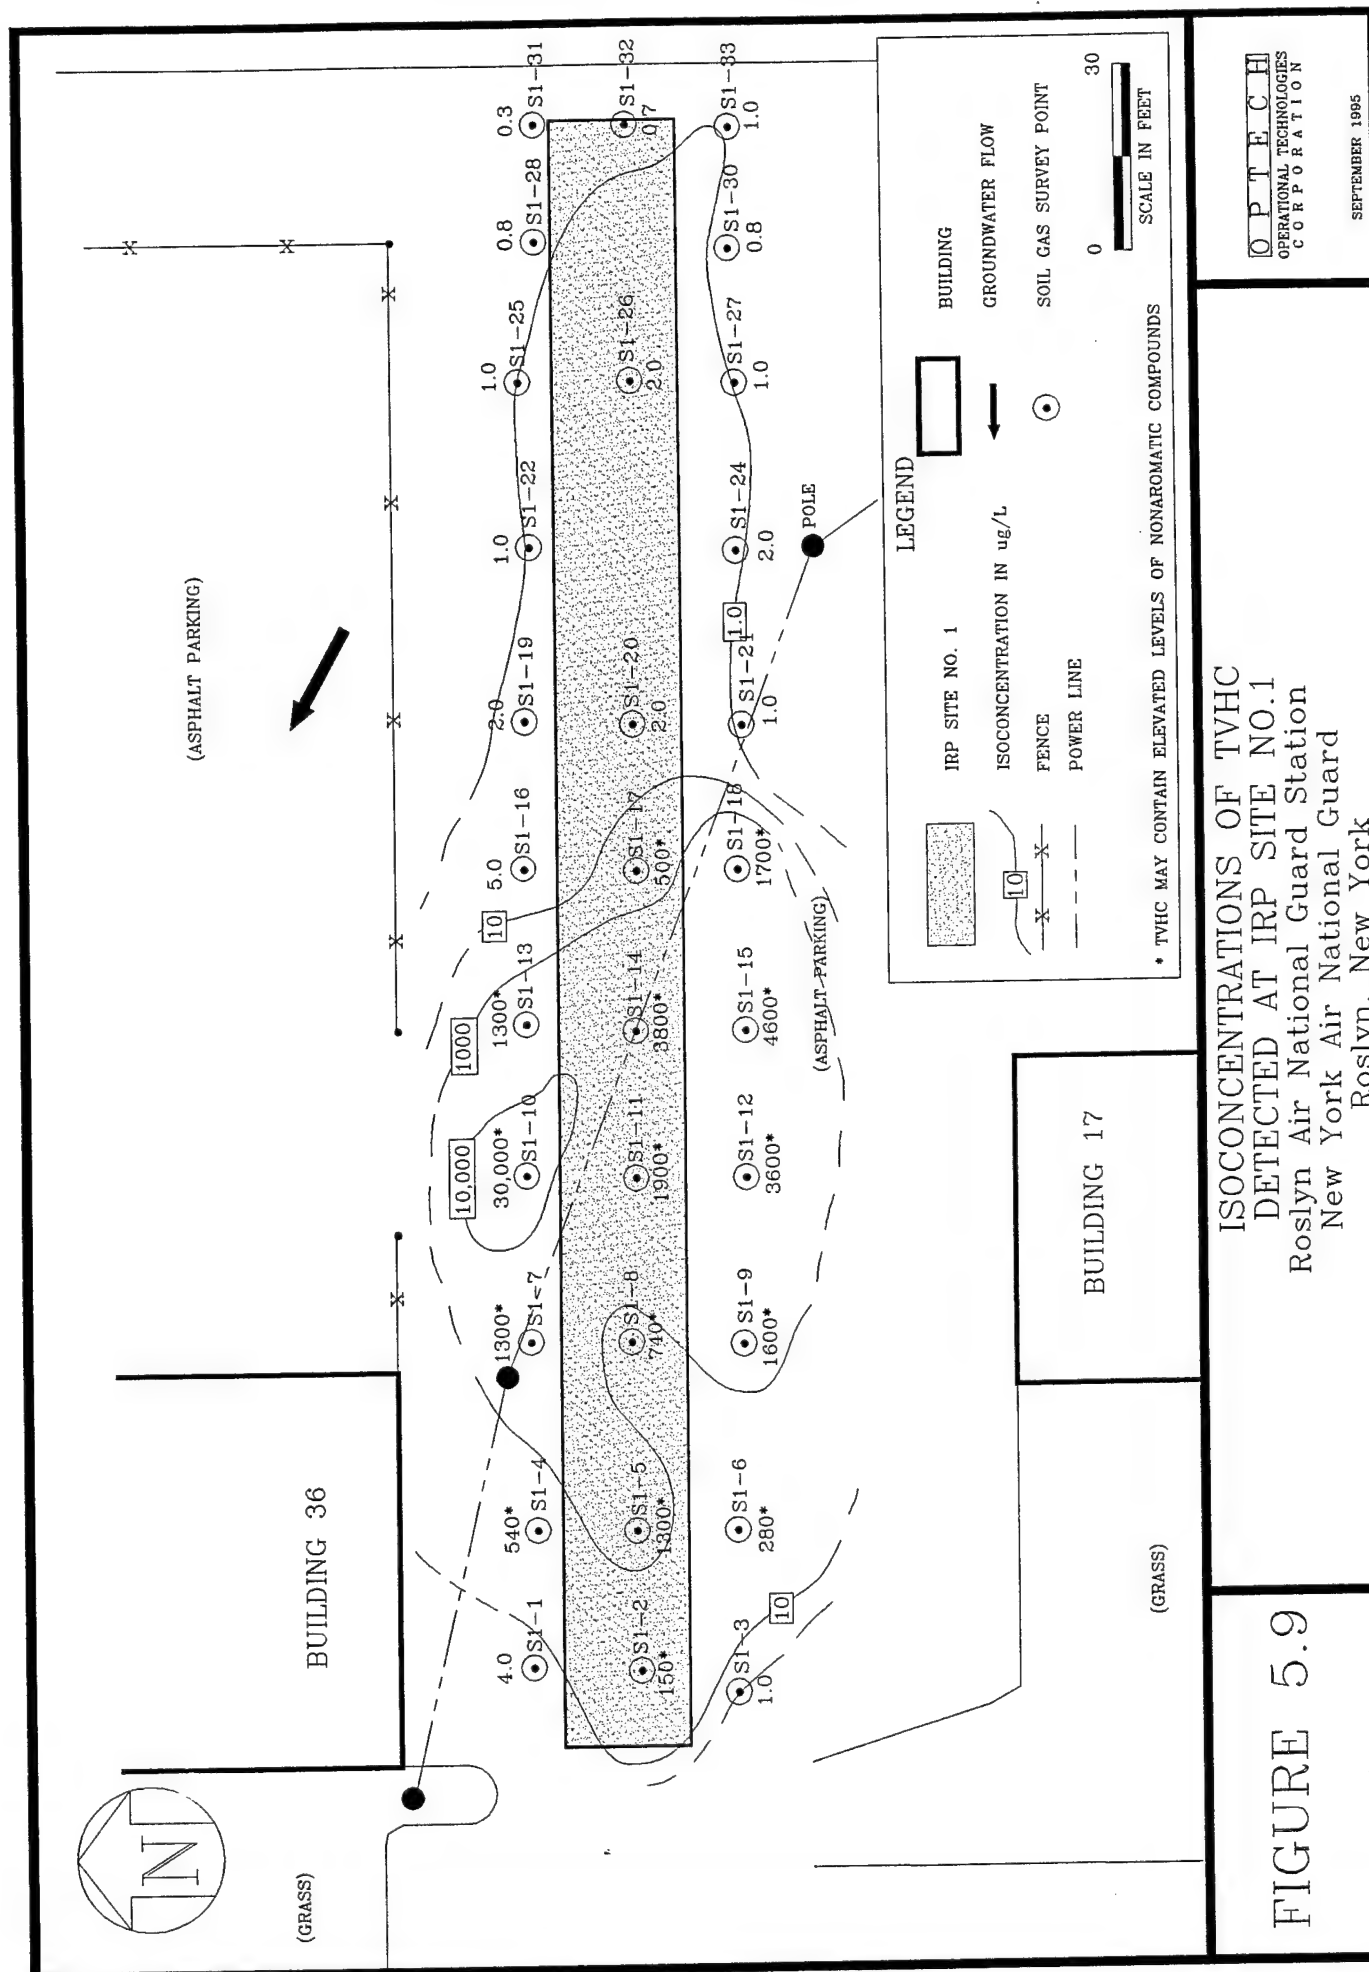 N
(GRASS)
BUILDING 36
(ASPHALT PARKING)
X X X X X X X X
4.0
S1-1
540*
S1-4
1300*
S1-7
10,000
30,000*
S1-10
1000
1300*
S1-13
10
5.0
S1-16
2.0
S1-19
1.0
S1-22
1.0
S1-25
0.8
S1-28
0.3
S1-31
S1-2
150*
S1-5
1300*
S1-8
740*
S1-11
1900*
S1-14
3800*
S1-17
500*
S1-20
2.0
S1-26
2.0
S1-32
0.7
S1-3
1.0
10
S1-6
280*
S1-9
1600*
S1-12
3600*
S1-15
4600*
S1-18
1700*
S1-21
1.0
1.0
S1-24
2.0
S1-27
1.0
S1-30
0.8
S1-33
1.0
POLE
(ASPHALT PARKING)
BUILDING 17
(GRASS)
LEGEND
IRP SITE NO. 1
10
ISOCONCENTRATION IN ug/L
X X
FENCE
POWER LINE
BUILDING
GROUNDWATER FLOW
SOIL GAS SURVEY POINT
0 30
SCALE IN FEET
* TVHC MAY CONTAIN ELEVATED LEVELS OF NONAROMATIC COMPOUNDS
FIGURE 5.9
ISOCONCENTRATIONS OF TVHC
DETECTED AT IRP SITE NO.1
Roslyn Air National Guard Station
New York Air National Guard
Roslyn, New York
OPTECH
OPERATIONAL TECHNOLOGIES
CORPORATION
SEPTEMBER 1995